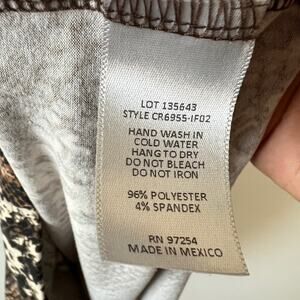 LOT 135643
STYLE CR6955-IF02
HAND WASH IN
COLD WATER
HANG TO DRY
DO NOT BLEACH
DO NOT IRON
96% POLYESTER
4% SPANDEX
RN 97254
MADE IN MEXICO